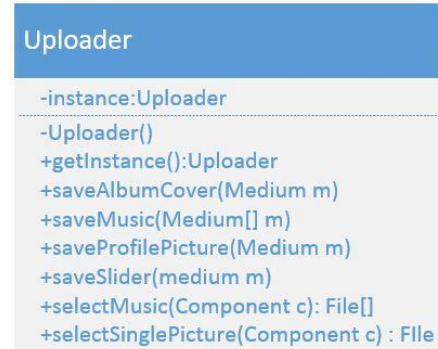 Uploader
-instance:Uploader
-Uploader()
+getInstance():Uploader
+saveAlbumCover(Medium m)
+saveMusic(Medium[] m)
+saveProfilePicture(Medium m)
+saveSlider(medium m)
+selectMusic(Component c): File[]
+selectSinglePicture(Component c) : FIle